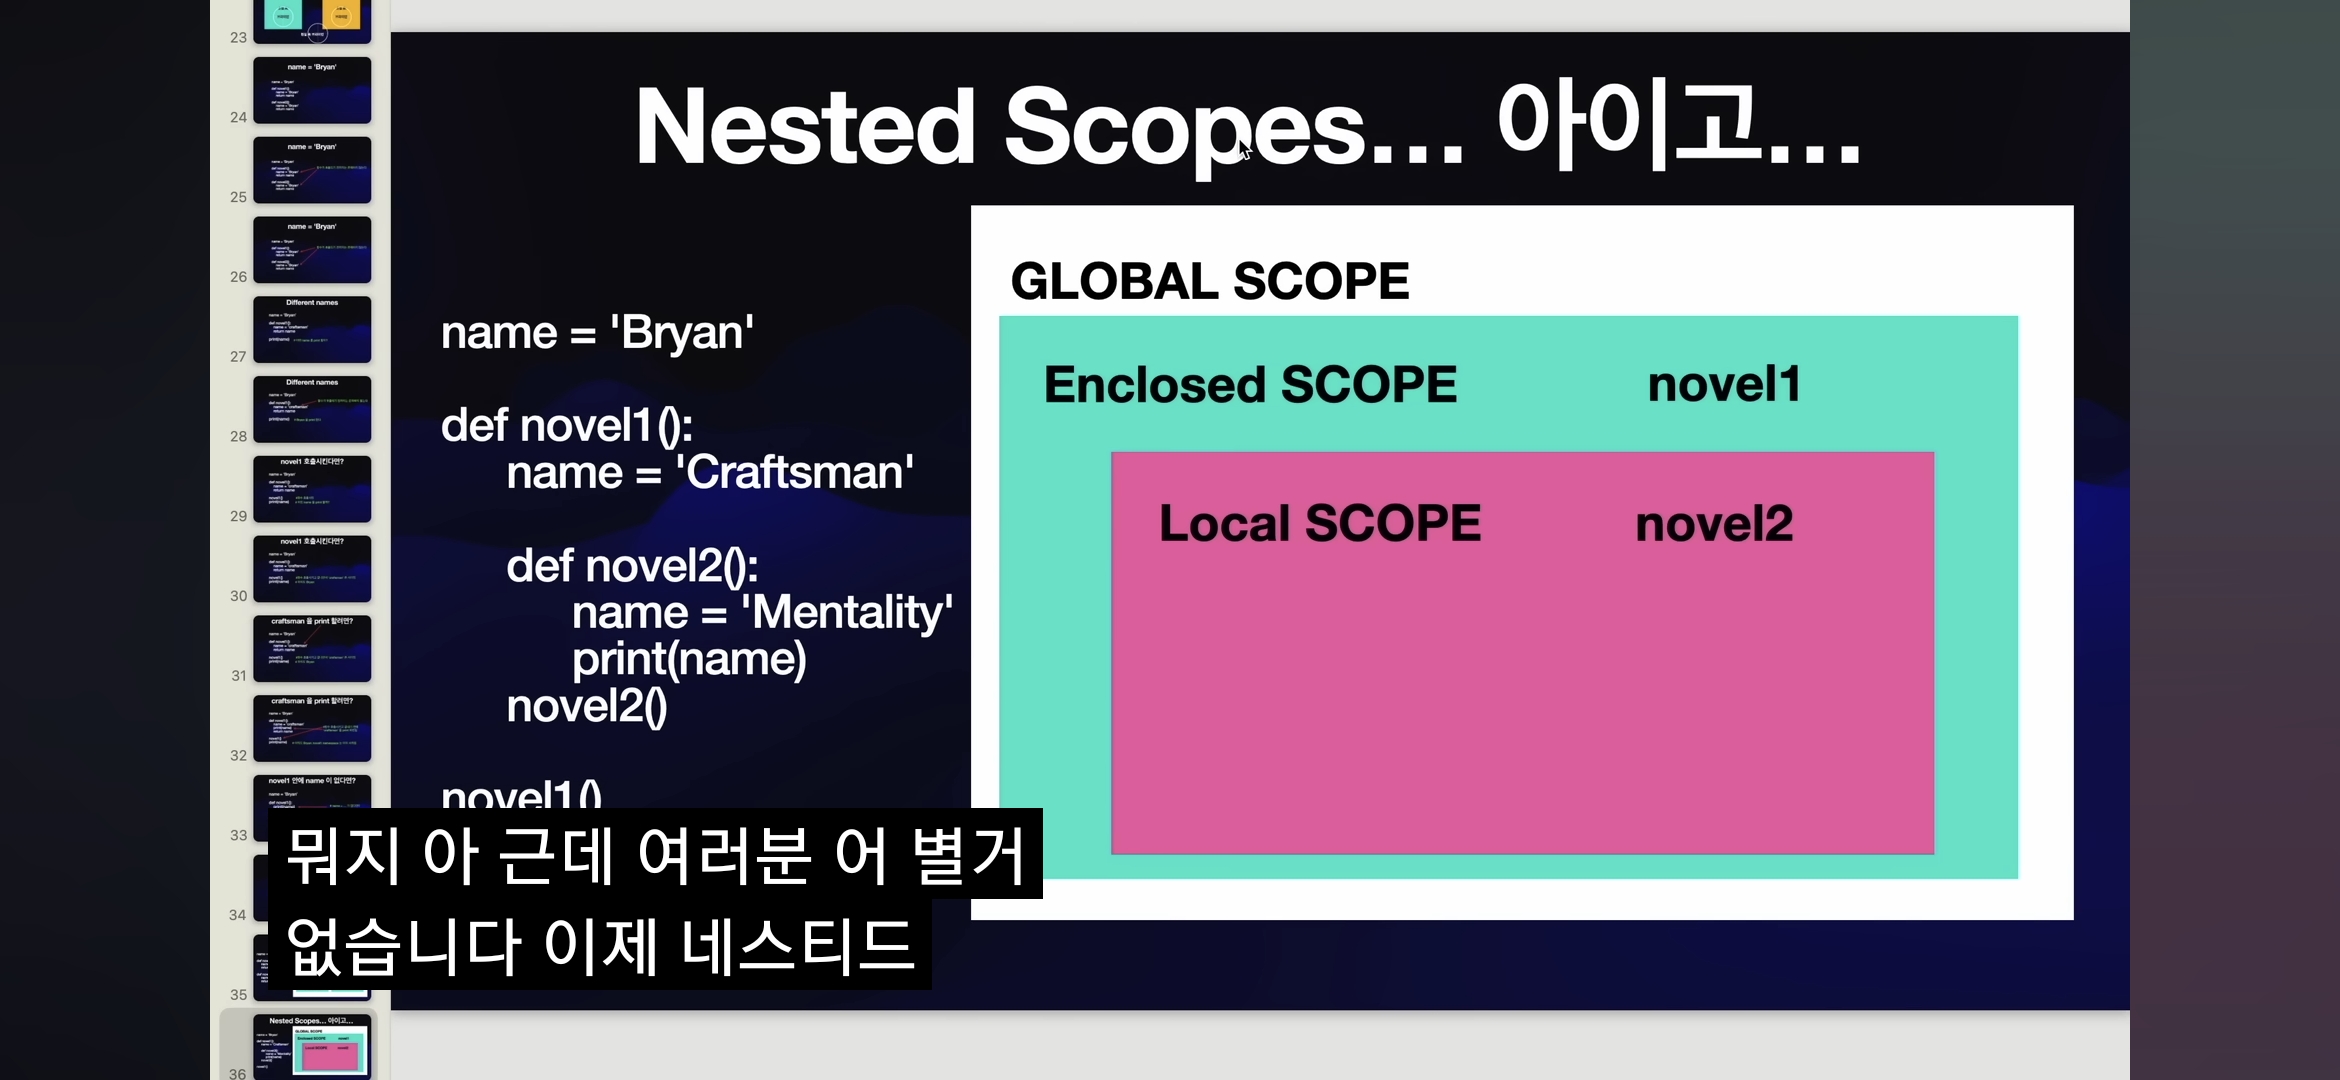 Nested Scopes... 아이고...
name = 'Bryan'
def novel1():
name = 'Craftsman'
def novel2():
name = 'Mentality'
print(name)
novel2()
novel1()
GLOBAL SCOPE
Enclosed SCOPE novel1
Local SCOPE novel2
뭐지 아 근데 여러분 어 별거
없습니다 이제 네스티드
23
24
name = 'Bryan'
25
name = 'Bryan'
26
name = 'Bryan'
27
Different names
28
Different names
29
novel1 호출시킨다면?
30
novel1 호출시킨다면?
31
craftsman 을 print 할려면?
32
craftsman 을 print 할려면?
33
novel1 안에 name 이 없다면?
34
35
36
Nested Scopes... 아이고...